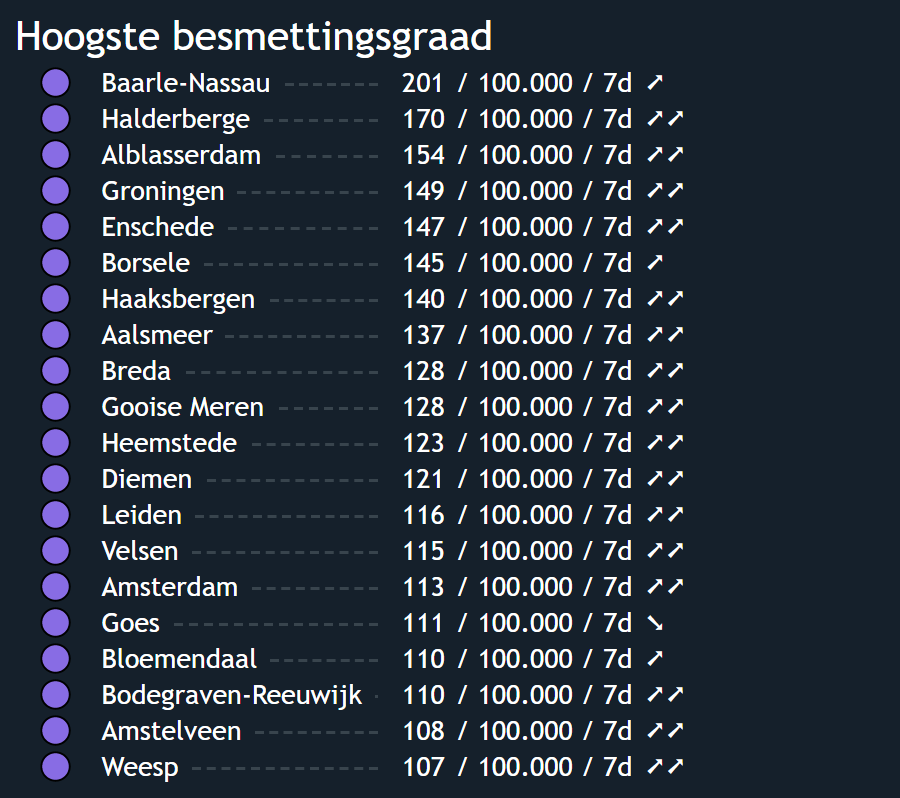 Hoogste besmettingsgraad
Baarle-Nassau 201 / 100.000 / 7d ➚
Halderberge 170 / 100.000 / 7d ➚➚
Alblasserdam 154 / 100.000 / 7d ➚➚
Groningen 149 / 100.000 / 7d ➚➚
Enschede 147 / 100.000 / 7d ➚➚
Borsele 145 / 100.000 / 7d ➚
Haaksbergen 140 / 100.000 / 7d ➚➚
Aalsmeer 137 / 100.000 / 7d ➚➚
Breda 128 / 100.000 / 7d ➚➚
Gooise Meren 128 / 100.000 / 7d ➚➚
Heemstede 123 / 100.000 / 7d ➚➚
Diemen 121 / 100.000 / 7d ➚➚
Leiden 116 / 100.000 / 7d ➚➚
Velsen 115 / 100.000 / 7d ➚➚
Amsterdam 113 / 100.000 / 7d ➚➚
Goes 111 / 100.000 / 7d ➘
Bloemendaal 110 / 100.000 / 7d ➚
Bodegraven-Reeuwijk 110 / 100.000 / 7d ➚➚
Amstelveen 108 / 100.000 / 7d ➚➚
Weesp 107 / 100.000 / 7d ➚➚